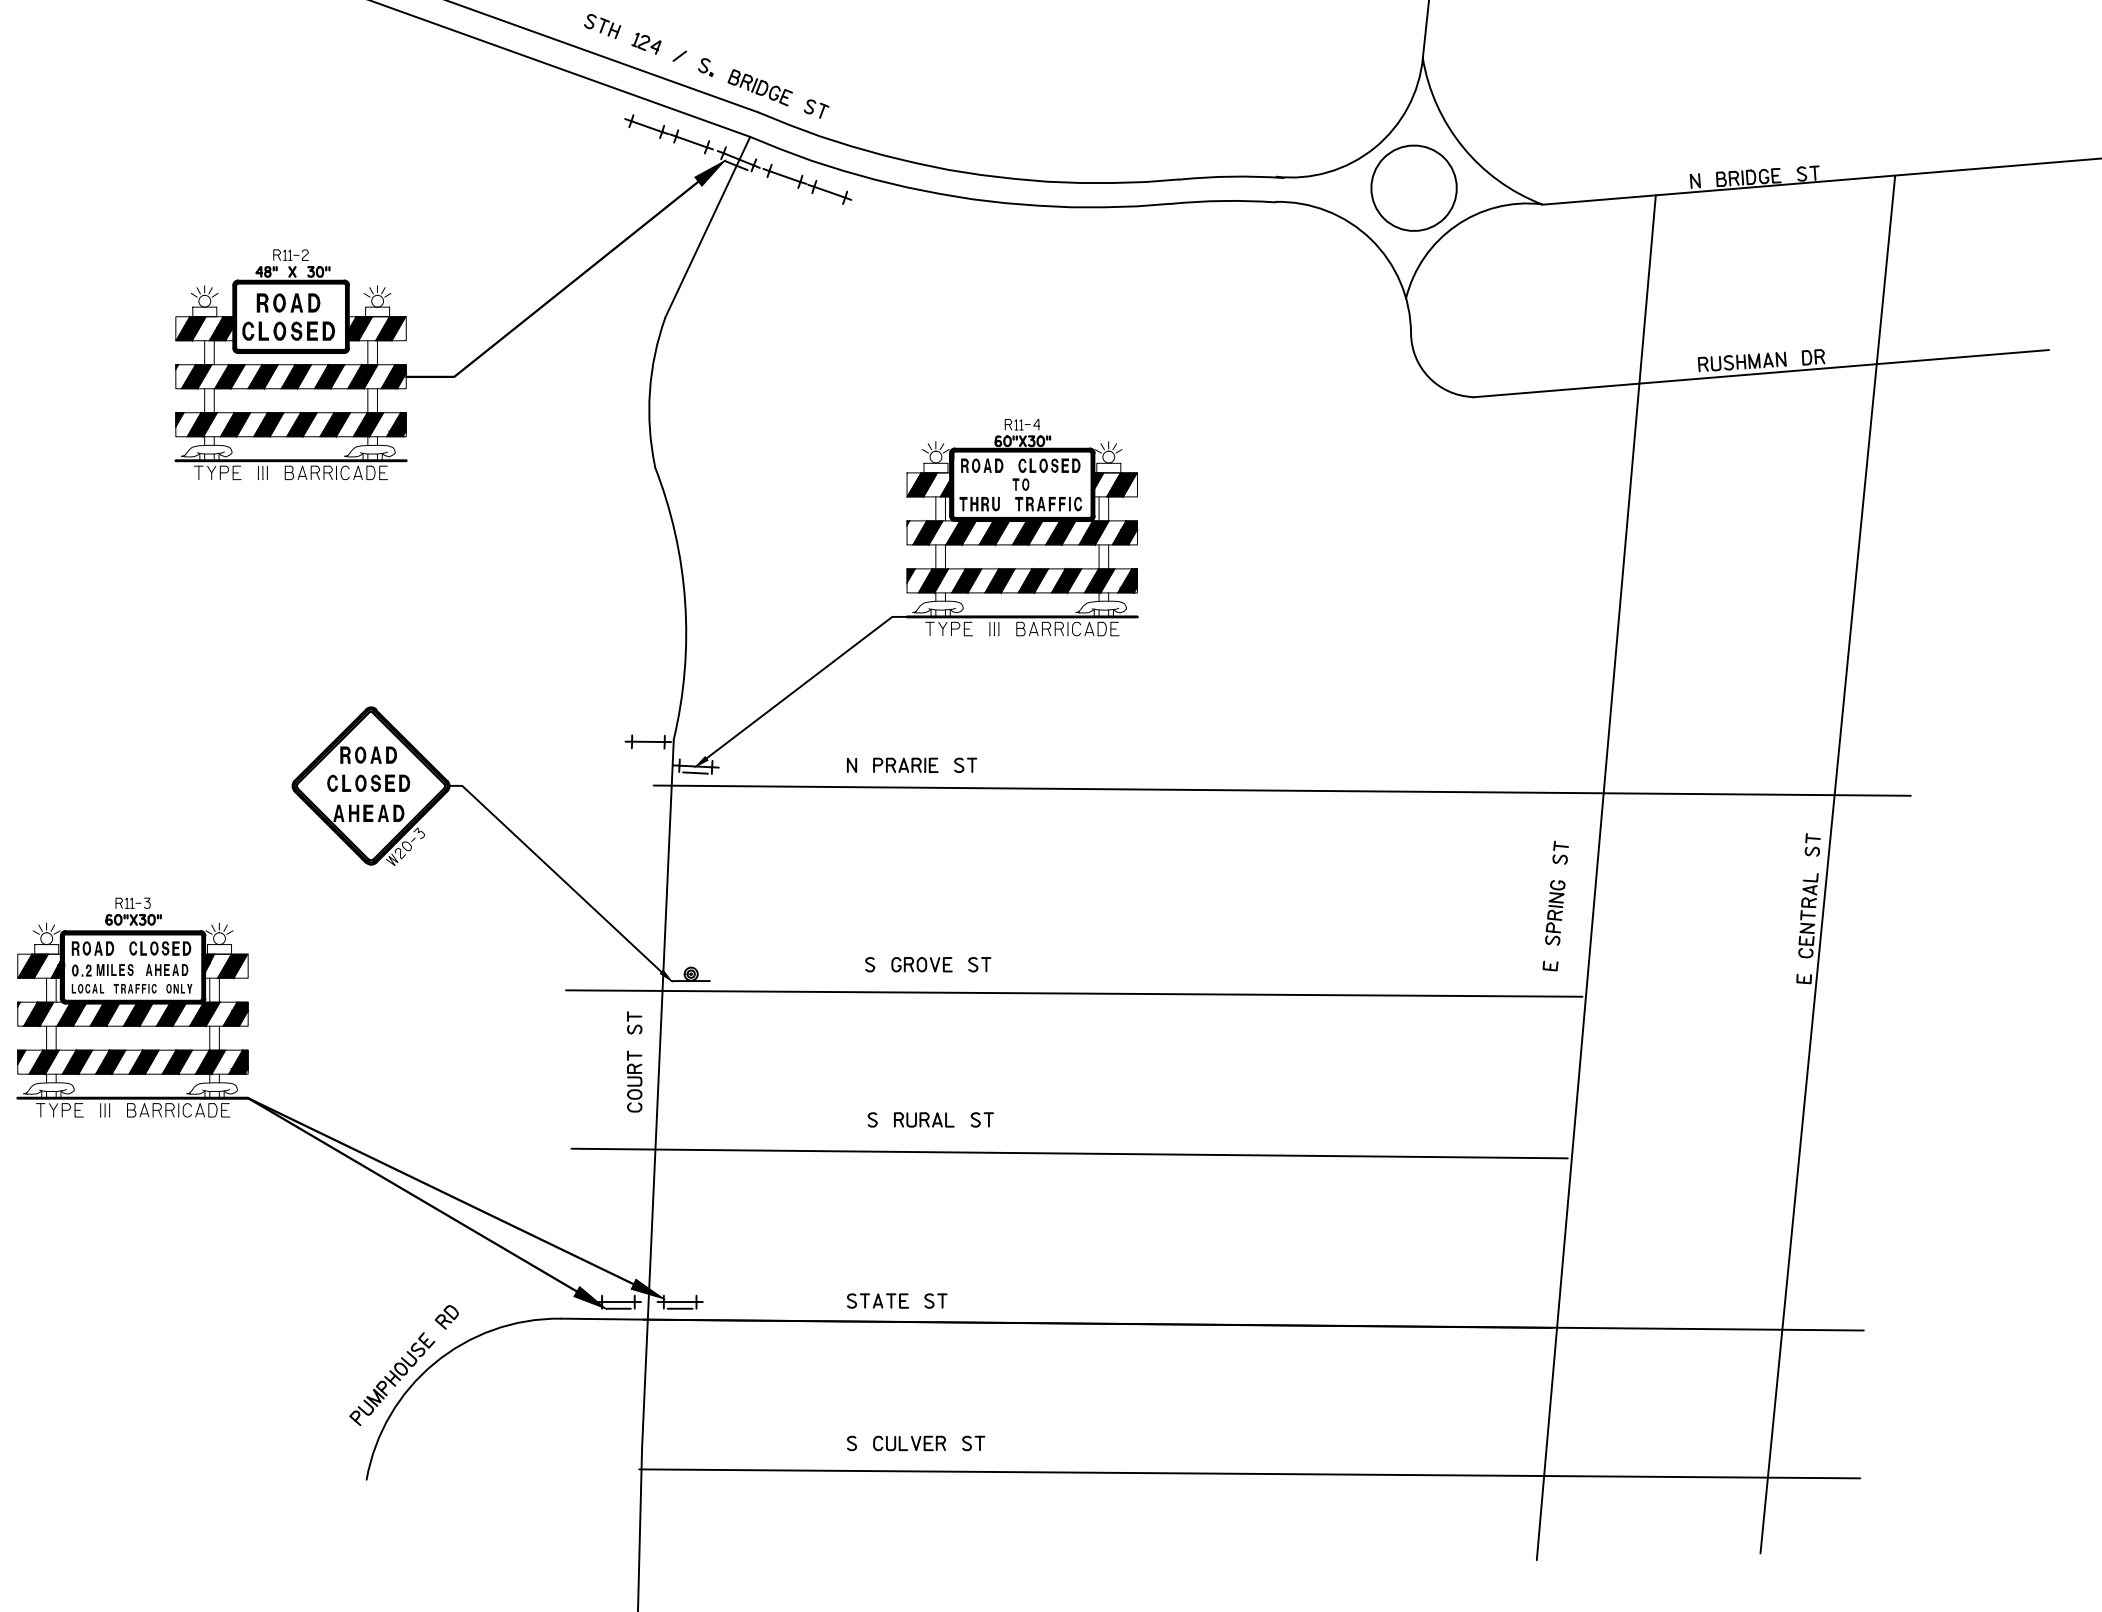 STH 124 / S. BRIDGE ST
N BRIDGE ST
R11-2
48" X 30"
ROAD
CLOSED
TYPE III BARRICADE
RUSHMAN DR
R11-4
60"X30"
ROAD CLOSED
TO
THRU TRAFFIC
TYPE III BARRICADE
ROAD
CLOSED
AHEAD
W20-3
N PRARIE ST
E SPRING ST
E CENTRAL ST
R11-3
60"X30"
ROAD CLOSED
0.2 MILES AHEAD
LOCAL TRAFFIC ONLY
TYPE III BARRICADE
S GROVE ST
COURT ST
S RURAL ST
STATE ST
PUMPHOUSE RD
S CULVER ST